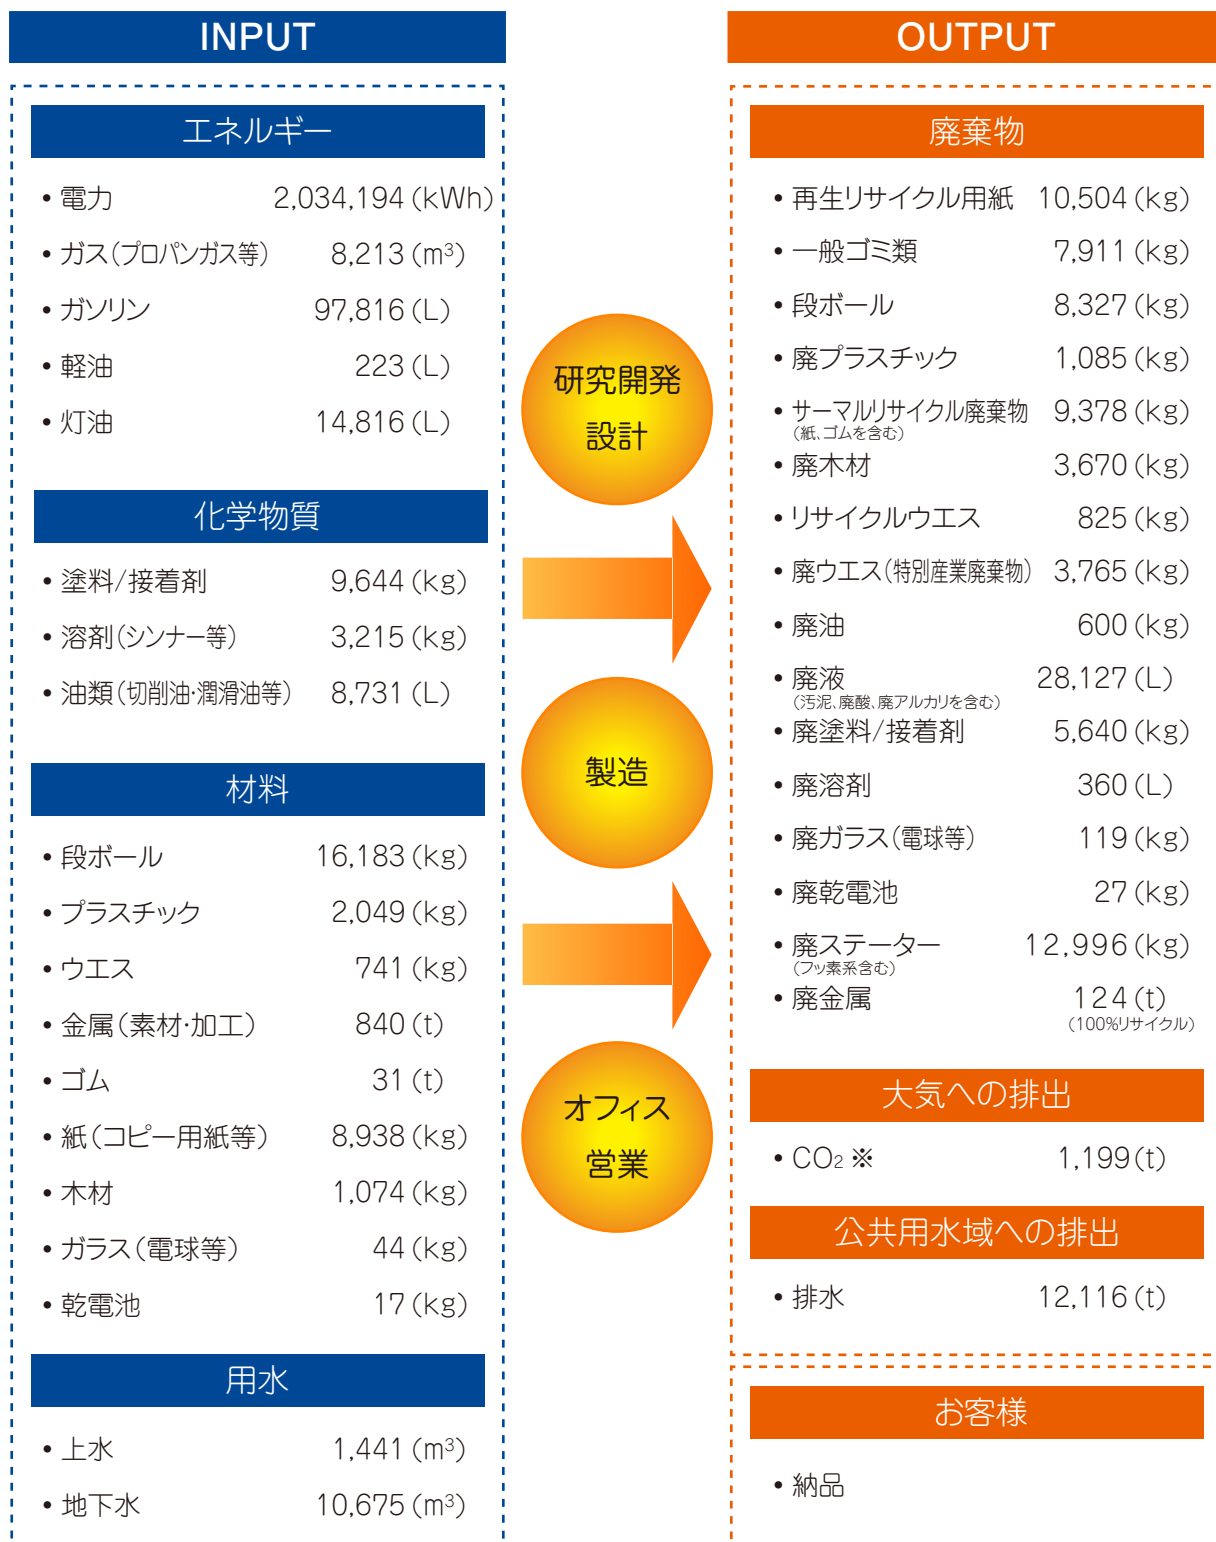 INPUT
エネルギー
• 電力 2,034,194 (kWh)
• ガス(プロパンガス等) 8,213 (m³)
• ガソリン 97,816 (L)
• 軽油 223 (L)
• 灯油 14,816 (L)
化学物質
• 塗料/接着剤 9,644 (kg)
• 溶剤(シンナー等) 3,215 (kg)
• 油類(切削油・潤滑油等) 8,731 (L)
材料
• 段ボール 16,183 (kg)
• プラスチック 2,049 (kg)
• ウエス 741 (kg)
• 金属(素材・加工) 840 (t)
• ゴム 31 (t)
• 紙(コピー用紙等) 8,938 (kg)
• 木材 1,074 (kg)
• ガラス(電球等) 44 (kg)
• 乾電池 17 (kg)
用水
• 上水 1,441 (m³)
• 地下水 10,675 (m³)
研究開発
設計
製造
オフィス
営業
OUTPUT
廃棄物
• 再生リサイクル用紙 10,504 (kg)
• 一般ゴミ類 7,911 (kg)
• 段ボール 8,327 (kg)
• 廃プラスチック 1,085 (kg)
• サーマルリサイクル廃棄物 9,378 (kg)
(紙、ゴムを含む)
• 廃木材 3,670 (kg)
• リサイクルウエス 825 (kg)
• 廃ウエス(特別産業廃棄物) 3,765 (kg)
• 廃油 600 (kg)
• 廃液 28,127 (L)
(汚泥、廃酸、廃アルカリを含む)
• 廃塗料/接着剤 5,640 (kg)
• 廃溶剤 360 (L)
• 廃ガラス(電球等) 119 (kg)
• 廃乾電池 27 (kg)
• 廃ステーター 12,996 (kg)
(フッ素系含む)
• 廃金属 124 (t)
(100%リサイクル)
大気への排出
• CO₂ ※ 1,199 (t)
公共用水域への排出
• 排水 12,116 (t)
お客様
• 納品